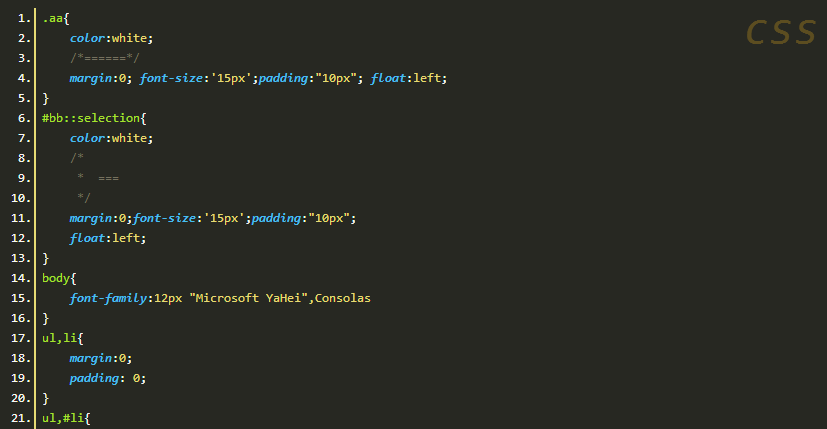 CSS
1. .aa{
2.     color:white;
3.     /*======*/
4.     margin:0; font-size:'15px';padding:"10px"; float:left;
5. }
6. #bb::selection{
7.     color:white;
8.     /*
9.      *  ===
10.      */
11.     margin:0;font-size:'15px';padding:"10px";
12.     float:left;
13. }
14. body{
15.     font-family:12px "Microsoft YaHei",Consolas
16. }
17. ul,li{
18.     margin:0;
19.     padding: 0;
20. }
21. ul,#li{